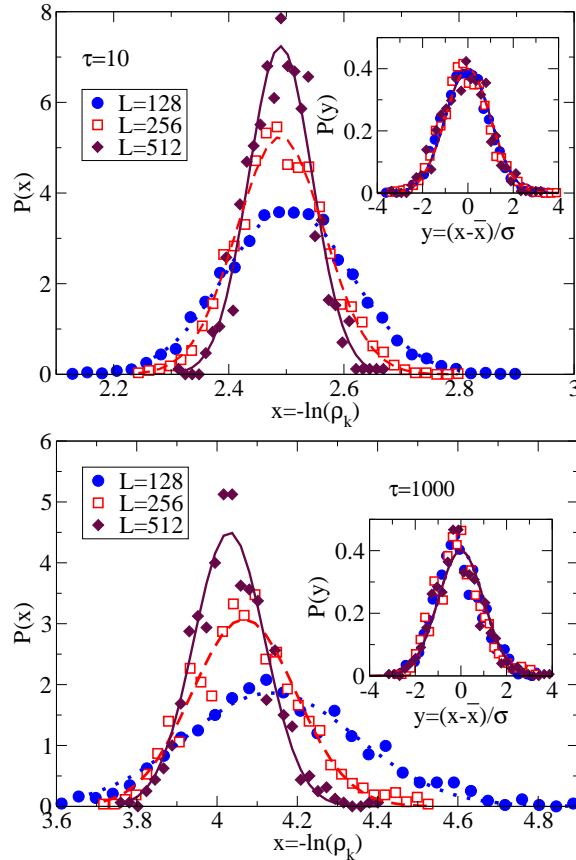 8
6
4
2
0
P(x)
τ=10
L=128
L=256
L=512
0.4
0.2
0
P(y)
-4 -2 0 2 4
y=(x-x̅)/σ
2.2 2.4 2.6 2.8 3
x=-ln(ρ_k)
6
5
4
3
2
1
0
P(x)
L=128
L=256
L=512
τ=1000
0.4
0.2
0
P(y)
-4 -2 0 2 4
y=(x-x̅)/σ
3.6 3.8 4 4.2 4.4 4.6 4.8
x=-ln(ρ_k)